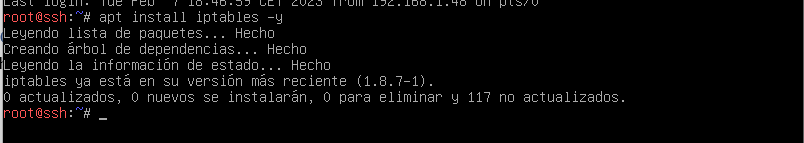 Last login: Tue Feb 7 18:46:59 CET 2023 from 192.168.1.48 on pts/0
root@ssh:~# apt install iptables -y
Leyendo lista de paquetes... Hecho
Creando árbol de dependencias... Hecho
Leyendo la información de estado... Hecho
iptables ya está en su versión más reciente (1.8.7-1).
0 actualizados, 0 nuevos se instalarán, 0 para eliminar y 117 no actualizados.
root@ssh:~# _